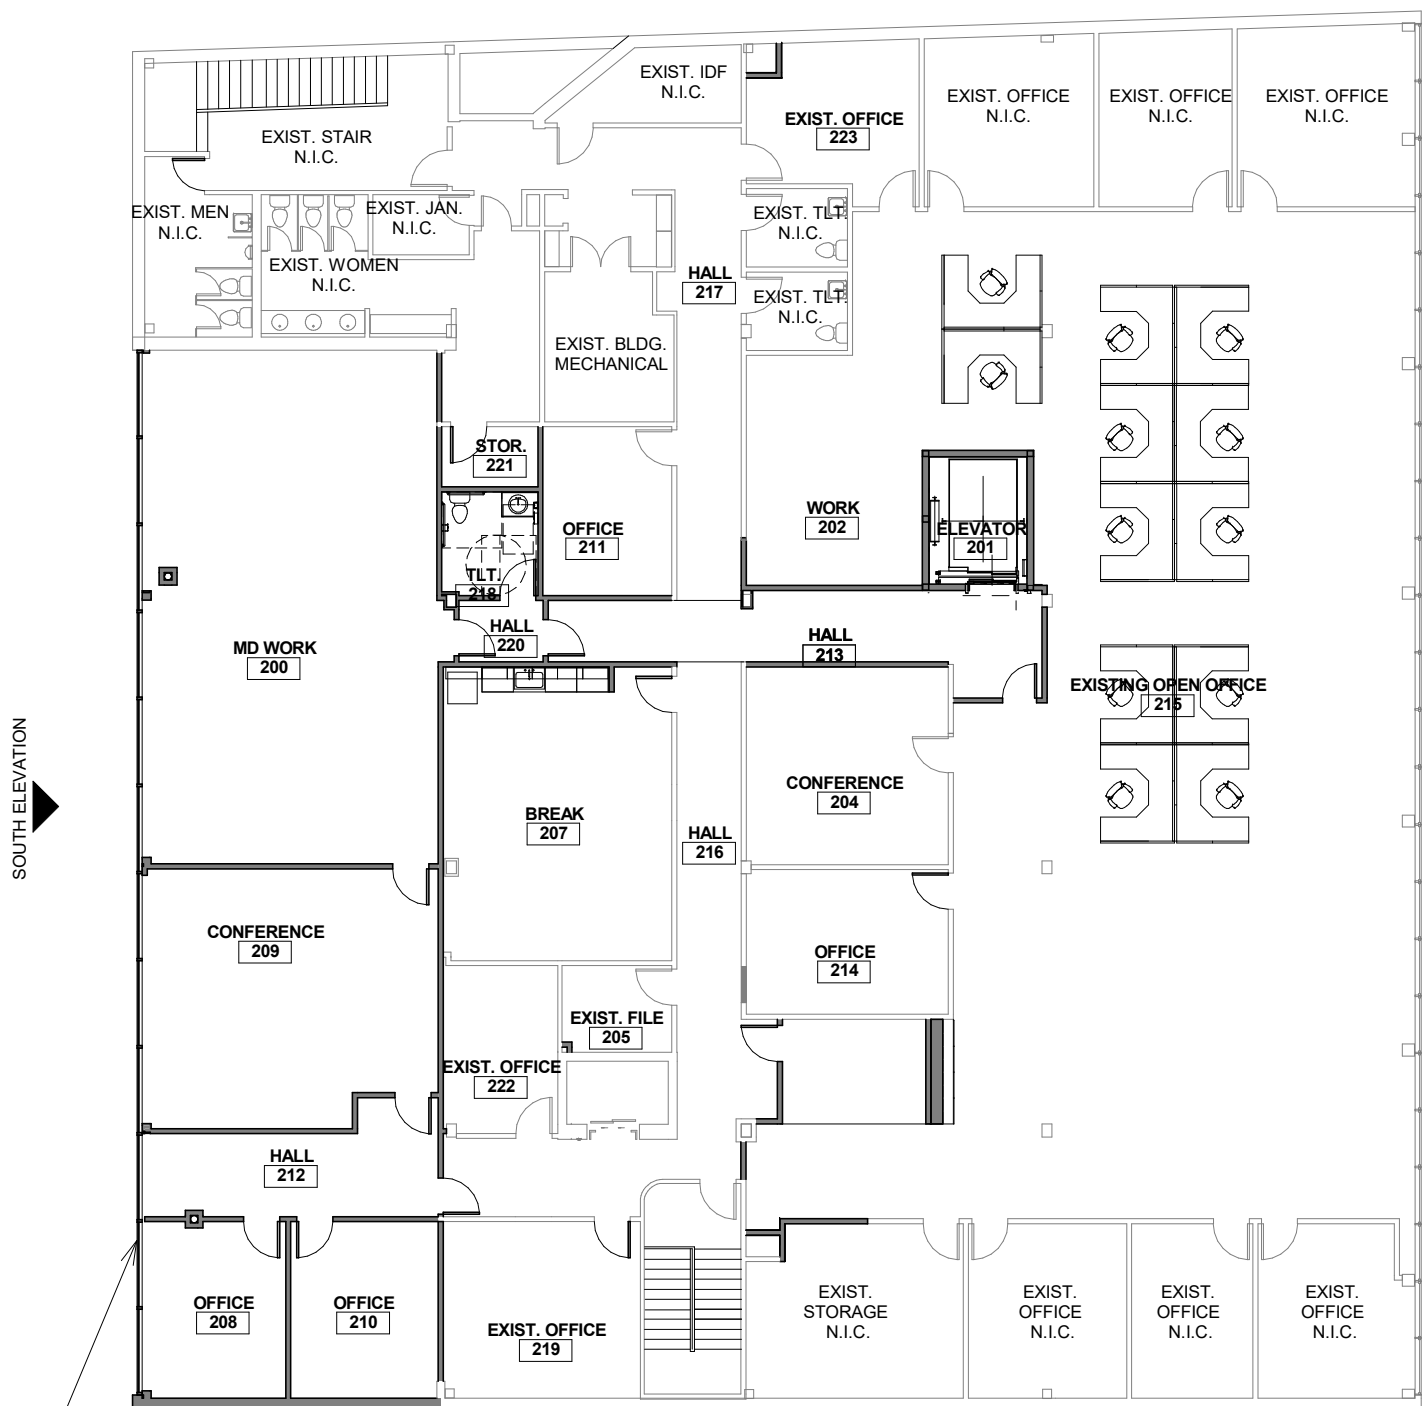 EXIST. IDF
N.I.C.
EXIST. OFFICE
N.I.C.
EXIST. OFFICE
N.I.C.
EXIST. OFFICE
N.I.C.
EXIST. OFFICE
223
EXIST. STAIR
N.I.C.
EXIST. MEN
N.I.C.
EXIST. JAN.
N.I.C.
EXIST. TLT.
N.I.C.
EXIST. WOMEN
N.I.C.
HALL
217
EXIST. TLT.
N.I.C.
EXIST. BLDG.
MECHANICAL
STOR.
221
OFFICE
211
WORK
202
ELEVATOR
201
TLT.
218
HALL
220
HALL
213
MD WORK
200
EXISTING OPEN OFFICE
215
SOUTH ELEVATION
CONFERENCE
204
BREAK
207
HALL
216
CONFERENCE
209
OFFICE
214
EXIST. FILE
205
EXIST. OFFICE
222
HALL
212
OFFICE
208
OFFICE
210
EXIST. OFFICE
219
EXIST.
STORAGE
N.I.C.
EXIST.
OFFICE
N.I.C.
EXIST.
OFFICE
N.I.C.
EXIST.
OFFICE
N.I.C.